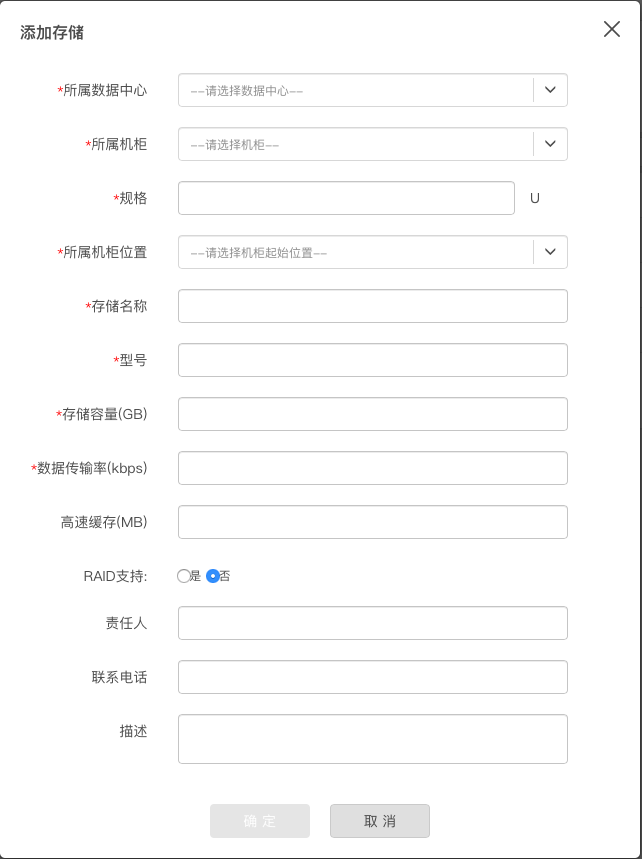 添加存储
*所属数据中心 --请选择数据中心--
*所属机柜 --请选择机柜--
*规格 U
*所属机柜位置 --请选择机柜起始位置--
*存储名称
*型号
*存储容量(GB)
*数据传输率(kbps)
高速缓存(MB)
RAID支持: 是 否
责任人
联系电话
描述
确 定 取 消